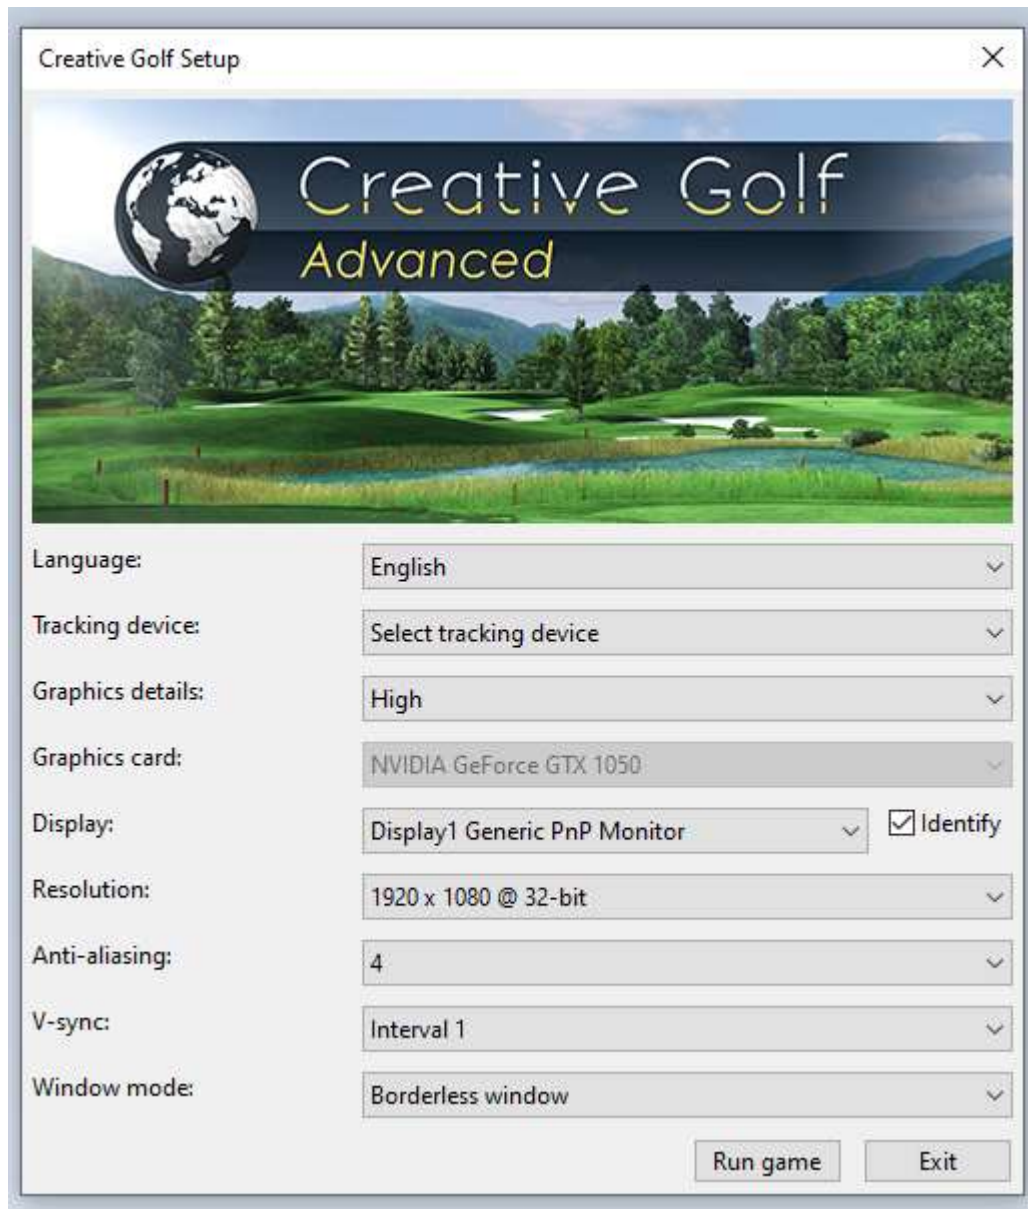 Creative Golf Setup
Creative Golf
Advanced
Language: English
Tracking device: Select tracking device
Graphics details: High
Graphics card: NVIDIA GeForce GTX 1050
Display: Display1 Generic PnP Monitor Identify
Resolution: 1920 x 1080 @ 32-bit
Anti-aliasing: 4
V-sync: Interval 1
Window mode: Borderless window
Run game Exit